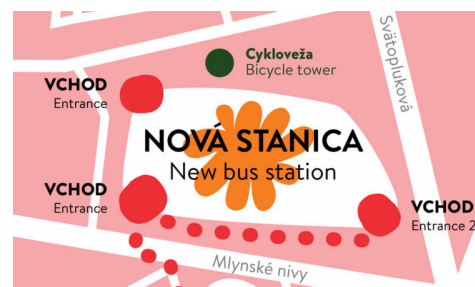 Cykloveža
Bicycle tower
Svätoplukova
VCHOD
Entrance
NOVÁ STANICA
New bus station
VCHOD
Entrance
VCHOD
Entrance 2
Mlynské nivy